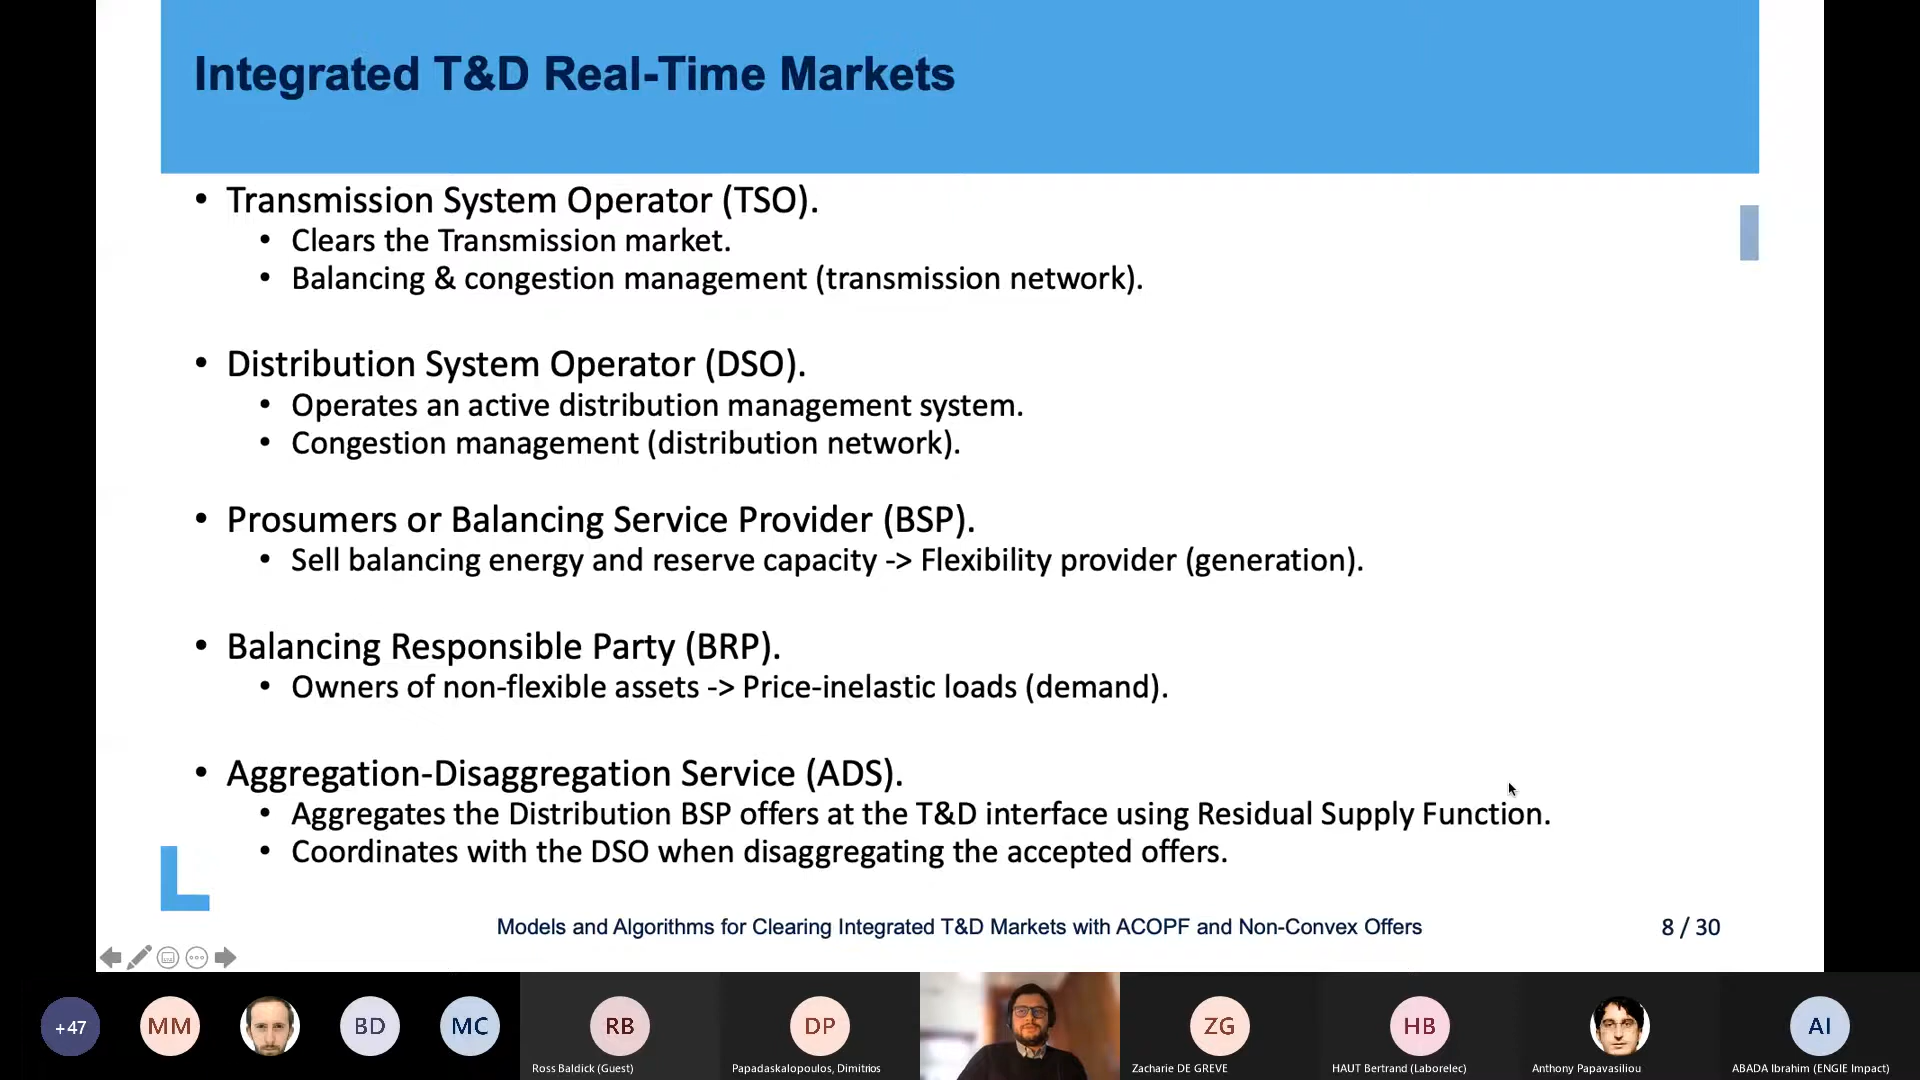 Integrated T&D Real-Time Markets
• Transmission System Operator (TSO).
• Clears the Transmission market.
• Balancing & congestion management (transmission network).
• Distribution System Operator (DSO).
• Operates an active distribution management system.
• Congestion management (distribution network).
• Prosumers or Balancing Service Provider (BSP).
• Sell balancing energy and reserve capacity -> Flexibility provider (generation).
• Balancing Responsible Party (BRP).
• Owners of non-flexible assets -> Price-inelastic loads (demand).
• Aggregation-Disaggregation Service (ADS).
• Aggregates the Distribution BSP offers at the T&D interface using Residual Supply Function.
• Coordinates with the DSO when disaggregating the accepted offers.
Models and Algorithms for Clearing Integrated T&D Markets with ACOPF and Non-Convex Offers
8 / 30
+47
MM
BD
MC
RB
DP
ZG
HB
AI
Ross Baldick (Guest)
Papadaskalopoulos, Dimitrios
Zacharie DE GREVE
HAUT Bertrand (Laborelec)
Anthony Papavasiliou
ABADA Ibrahim (ENGIE Impact)